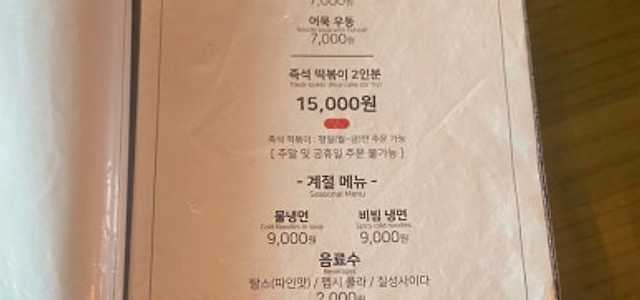 7,000원
어묵 우동
7,000원
즉석 떡볶이 2인분
15,000원
즉석 떡볶이 : 평일(월~금)만 주문 가능
[ 주말 및 공휴일 주문 불가능 ]
- 계절 메뉴 -
Seasonal Menu
물냉면 비빔 냉면
Cold Noodles in soup Spicy cold noodles
9,000원 9,000원
음료수
Beverages
탐스(파인맛) / 펩시 콜라 / 칠성사이다
2,000원